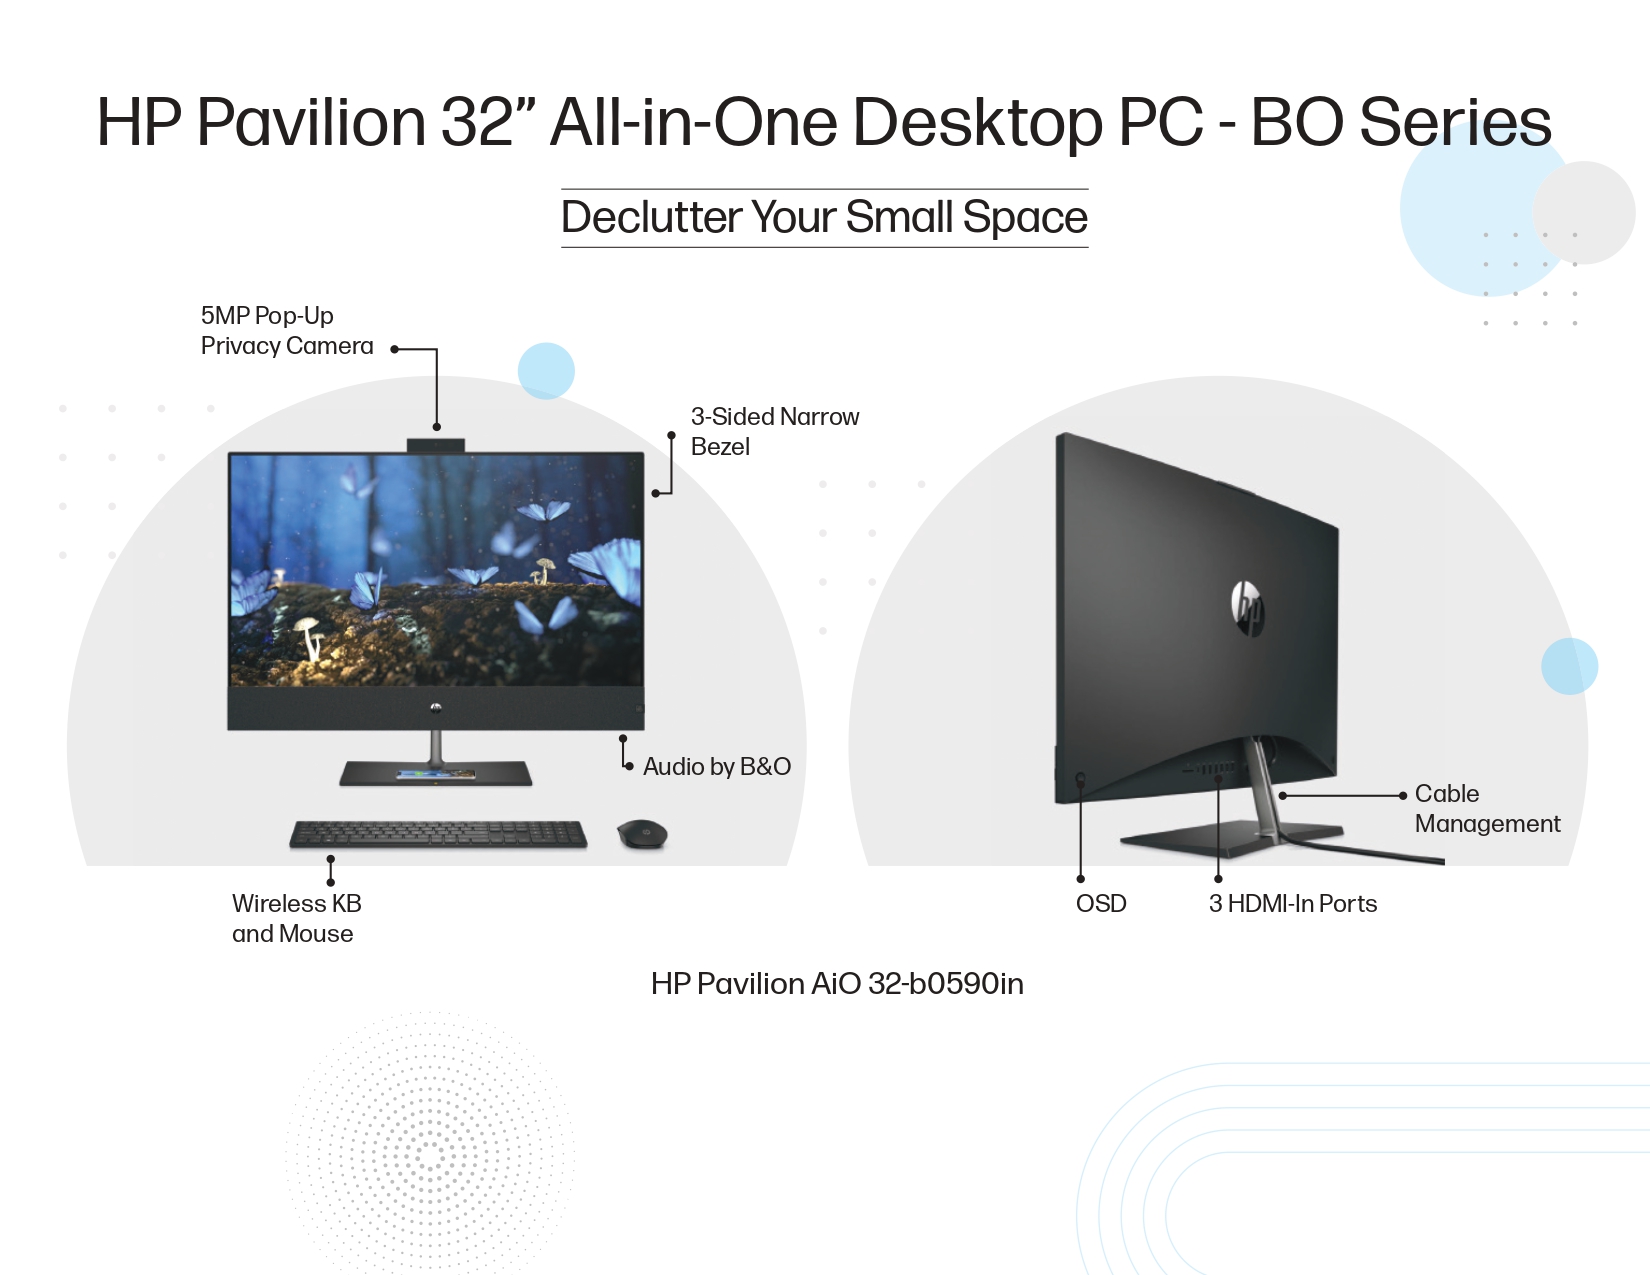 HP Pavilion 32” All-in-One Desktop PC - BO Series
Declutter Your Small Space
5MP Pop-Up
Privacy Camera
3-Sided Narrow
Bezel
hp
Audio by B&O
Cable
Management
Wireless KB
and Mouse
OSD
3 HDMI-In Ports
HP Pavilion AiO 32-b0590in